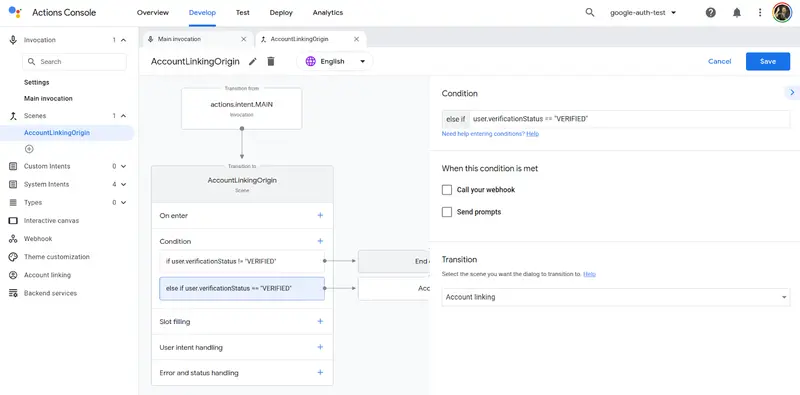 Actions Console
Overview
Develop
Test
Deploy
Analytics
google-auth-test
Invocation
1
Search
Settings
Main invocation
Scenes
1
AccountLinkingOrigin
Custom Intents
0
System Intents
4
Types
0
Interactive canvas
Webhook
Theme customization
Account linking
Backend services
Main invocation
AccountLinkingOrigin
AccountLinkingOrigin
English
Cancel
Save
Transition from
actions.intent.MAIN
Invocation
Transition to
AccountLinkingOrigin
Scene
On enter
Condition
if user.verificationStatus != "VERIFIED"
End
else if user.verificationStatus == "VERIFIED"
Slot filling
User intent handling
Error and status handling
Condition
else if
user.verificationStatus == "VERIFIED"
Need help entering conditions? Help
When this condition is met
Call your webhook
Send prompts
Transition
Select the scene you want the dialog to transition to. Help
Account linking